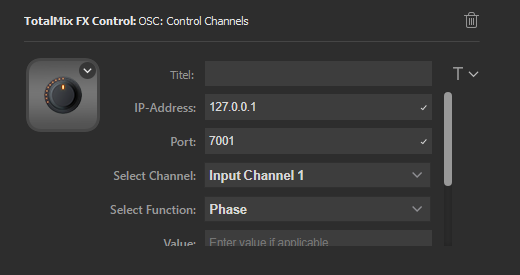 TotalMix FX Control: OSC: Control Channels
Titel:
T
IP-Address: 127.0.0.1
Port: 7001
Select Channel: Input Channel 1
Select Function: Phase
Value: Enter value if applicable